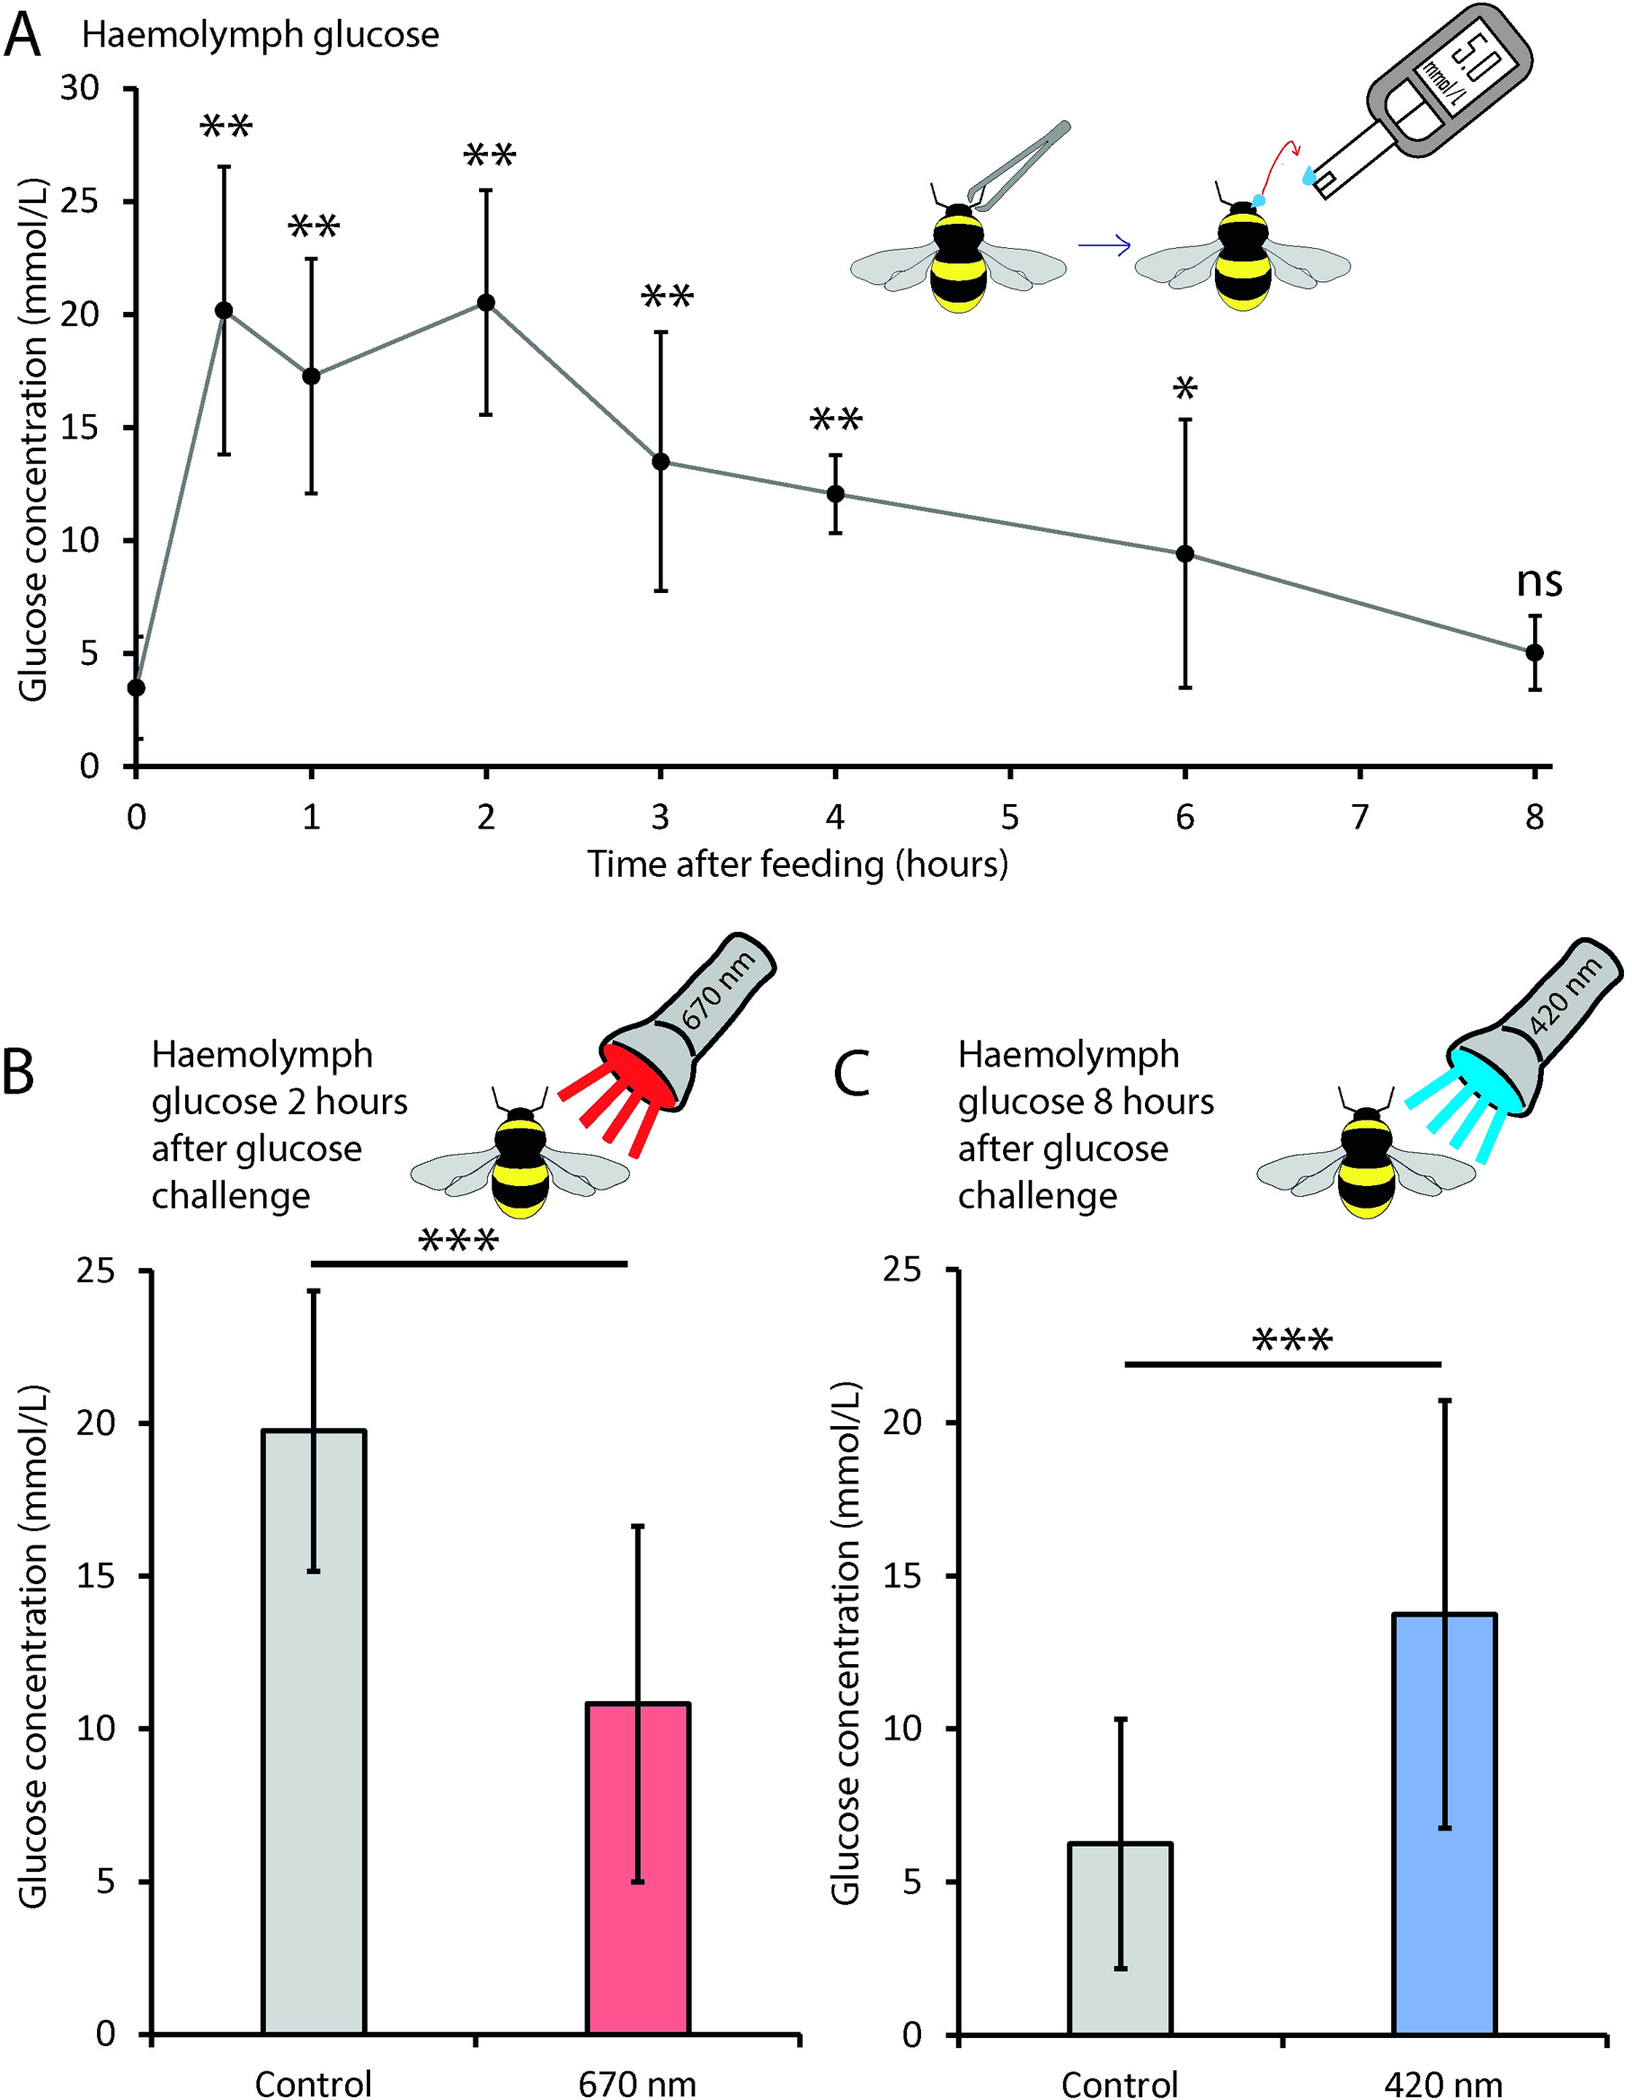 A Haemolymph glucose
5.0
mmol/L
Glucose concentration (mmol/L)
30
25
20
15
10
5
0
**
**
**
**
**
*
ns
0 1 2 3 4 5 6 7 8
Time after feeding (hours)
B
Haemolymph
glucose 2 hours
after glucose
challenge
670 nm
***
Glucose concentration (mmol/L)
25
20
15
10
5
0
Control 670 nm
C
Haemolymph
glucose 8 hours
after glucose
challenge
420 nm
***
Glucose concentration (mmol/L)
25
20
15
10
5
0
Control 420 nm